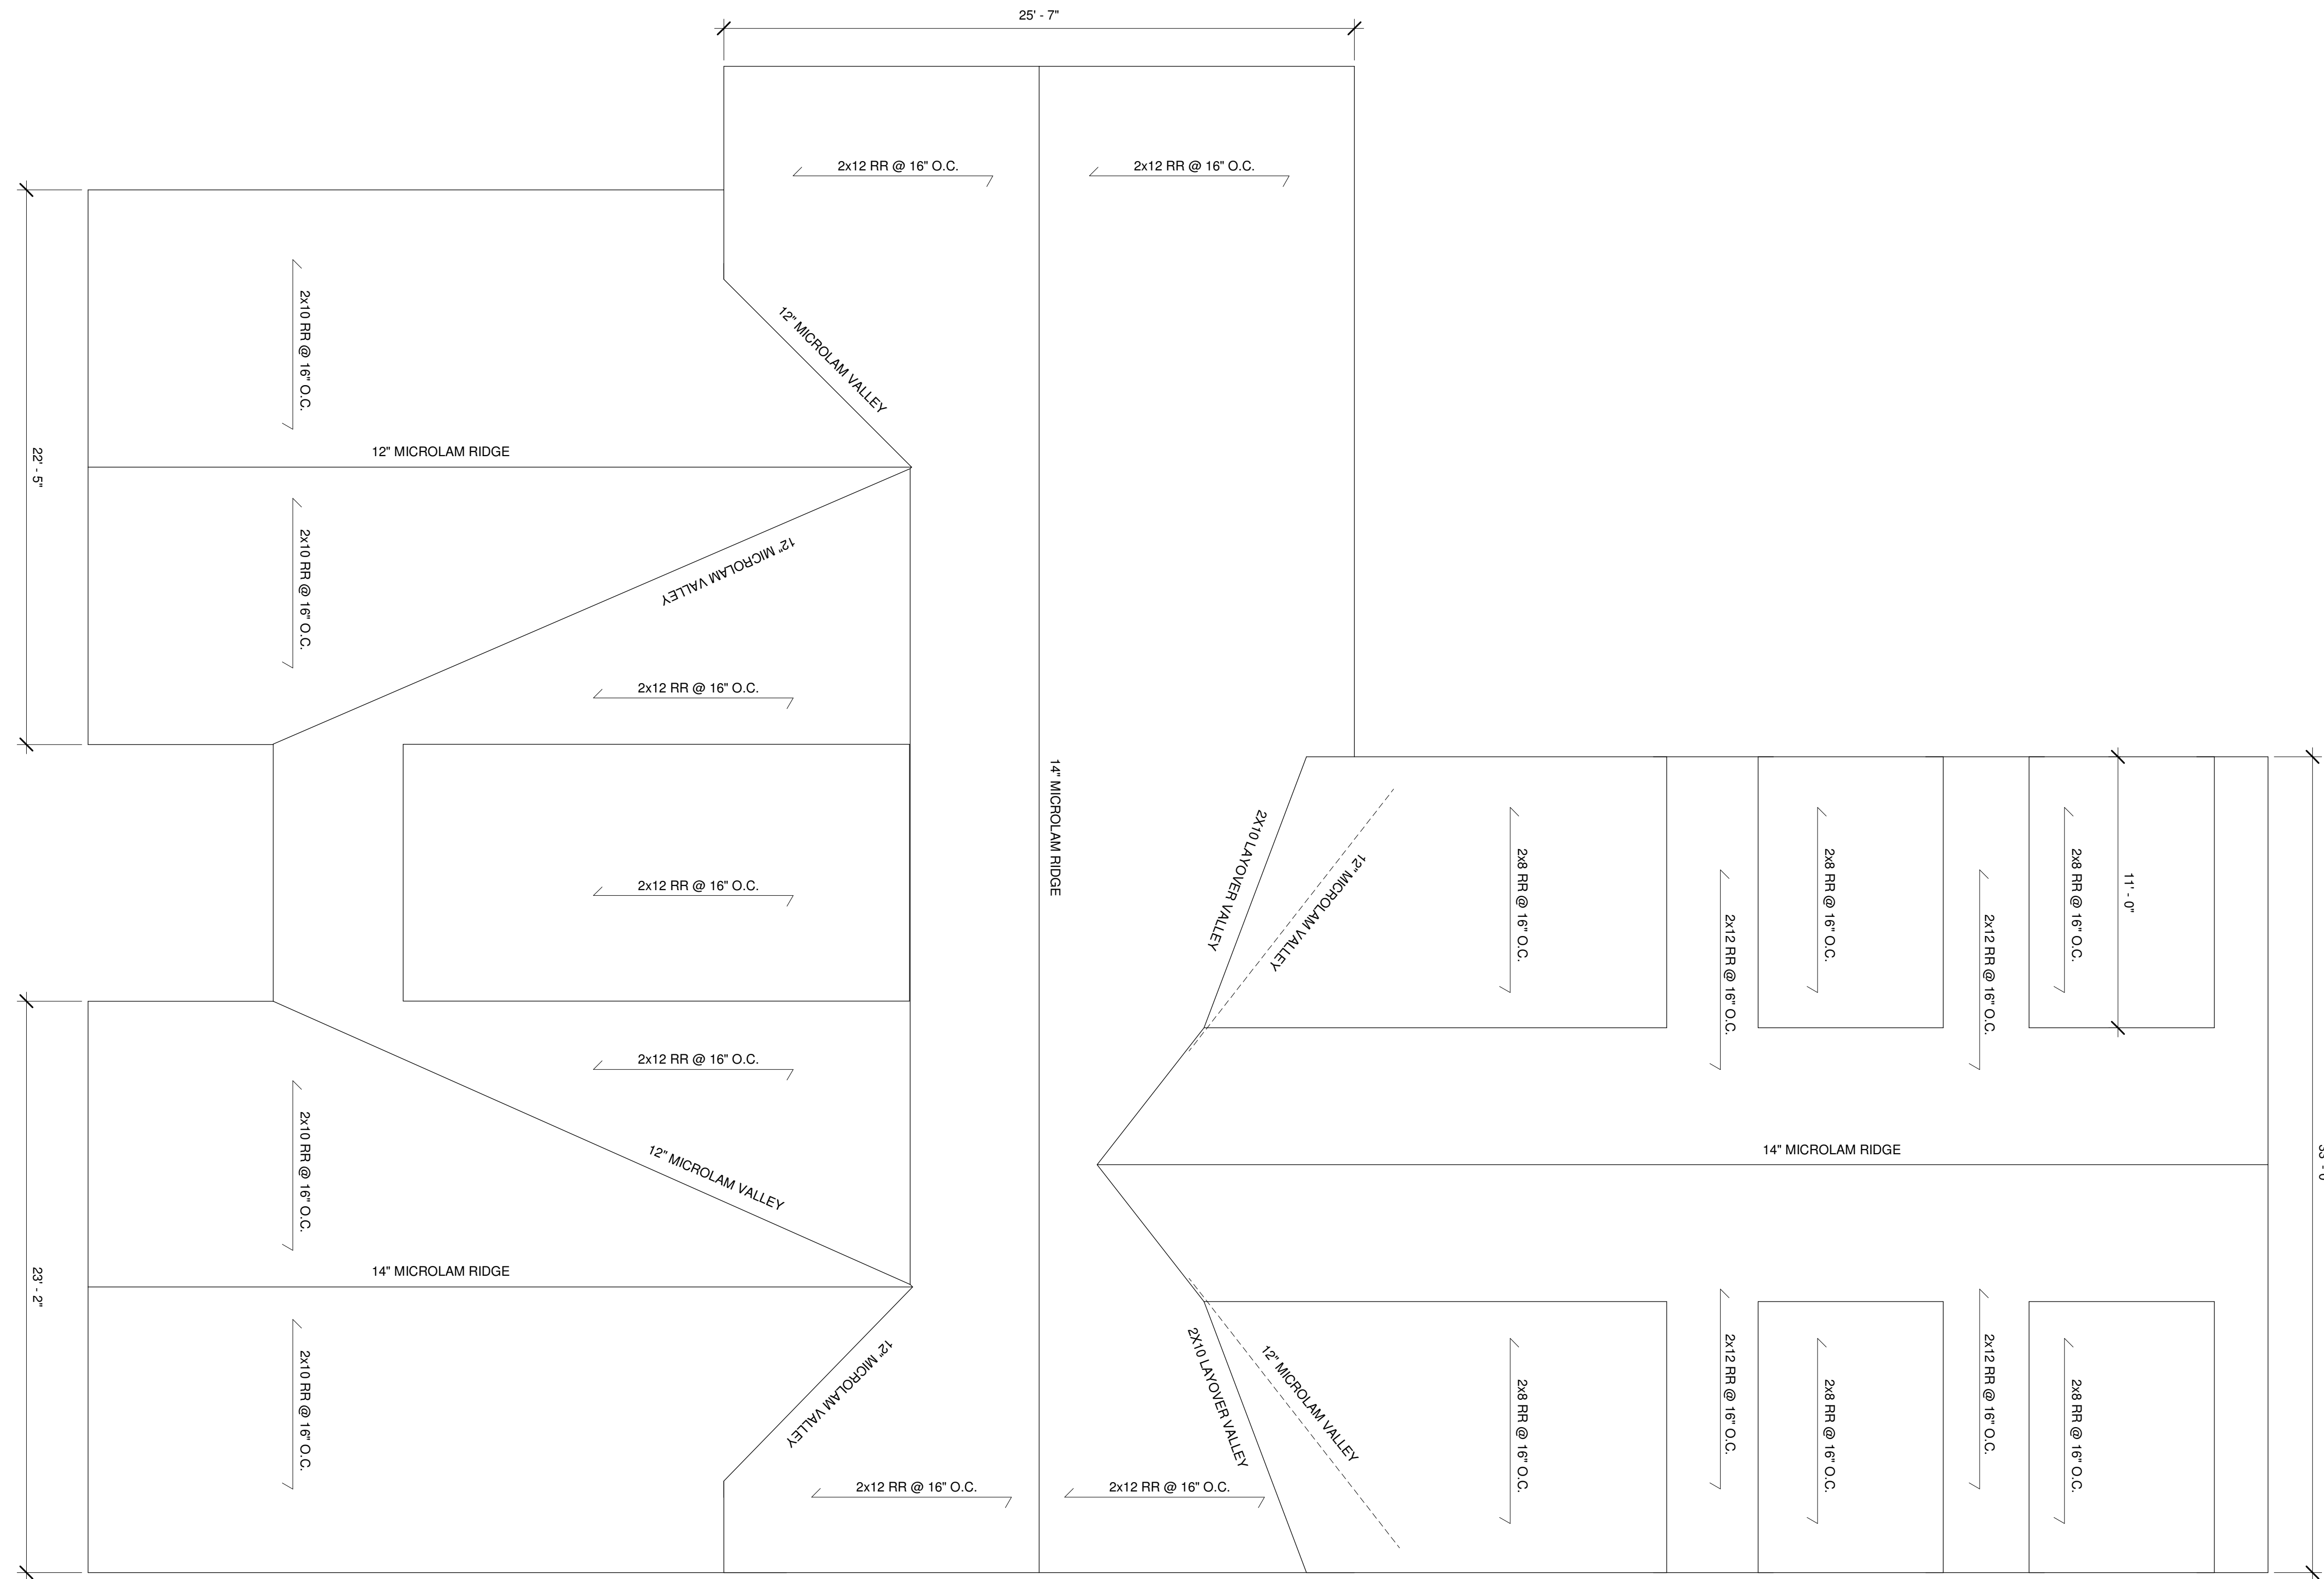 25' - 7"
2x12 RR @ 16" O.C.
2x12 RR @ 16" O.C.
2x10 RR @ 16" O.C.
12" MICROLAM VALLEY
12" MICROLAM RIDGE
22' - 5"
2x10 RR @ 16" O.C.
12" MICROLAM VALLEY
2x12 RR @ 16" O.C.
14" MICROLAM RIDGE
2X10 LAYOVER VALLEY
12" MICROLAM VALLEY
2x8 RR @ 16" O.C.
2x12 RR @ 16" O.C.
2x8 RR @ 16" O.C.
2x12 RR @ 16" O.C.
2x8 RR @ 16" O.C.
11' - 0"
2x12 RR @ 16" O.C.
2x12 RR @ 16" O.C.
2x10 RR @ 16" O.C.
12" MICROLAM VALLEY
14" MICROLAM RIDGE
14" MICROLAM RIDGE
23' - 2"
2x10 RR @ 16" O.C.
12" MICROLAM VALLEY
2X10 LAYOVER VALLEY
12" MICROLAM VALLEY
2x8 RR @ 16" O.C.
2x12 RR @ 16" O.C.
2x8 RR @ 16" O.C.
2x12 RR @ 16" O.C.
2x8 RR @ 16" O.C.
2x12 RR @ 16" O.C.
2x12 RR @ 16" O.C.